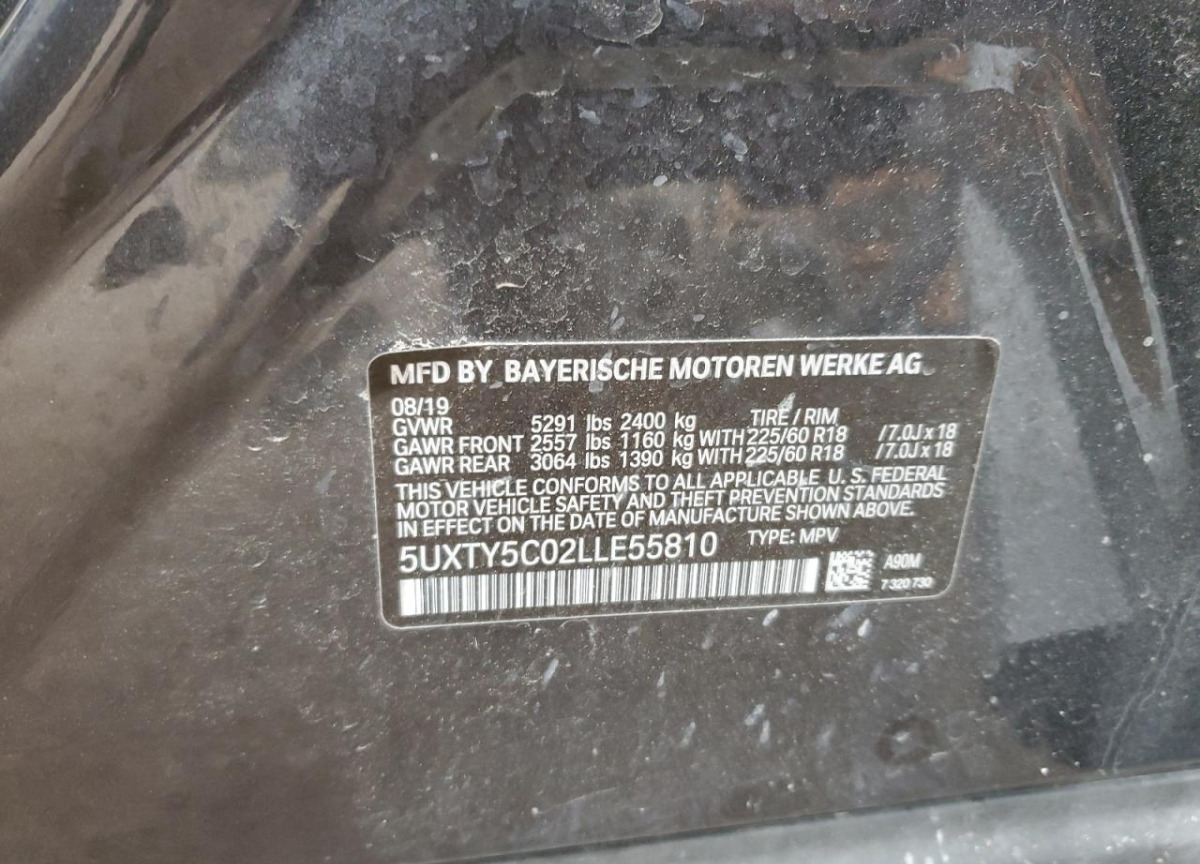 MFD BY BAYERISCHE MOTOREN WERKE AG
08/19 TIRE / RIM
GVWR 5291 lbs 2400 kg
GAWR FRONT 2557 lbs 1160 kg WITH 225/60 R18 /7.0J x 18
GAWR REAR 3064 lbs 1390 kg WITH 225/60 R18 /7.0J x 18
THIS VEHICLE CONFORMS TO ALL APPLICABLE U. S. FEDERAL
MOTOR VEHICLE SAFETY AND THEFT PREVENTION STANDARDS
IN EFFECT ON THE DATE OF MANUFACTURE SHOWN ABOVE.
5UXTY5C02LLE55810 TYPE: MPV
A90M
7 320 730